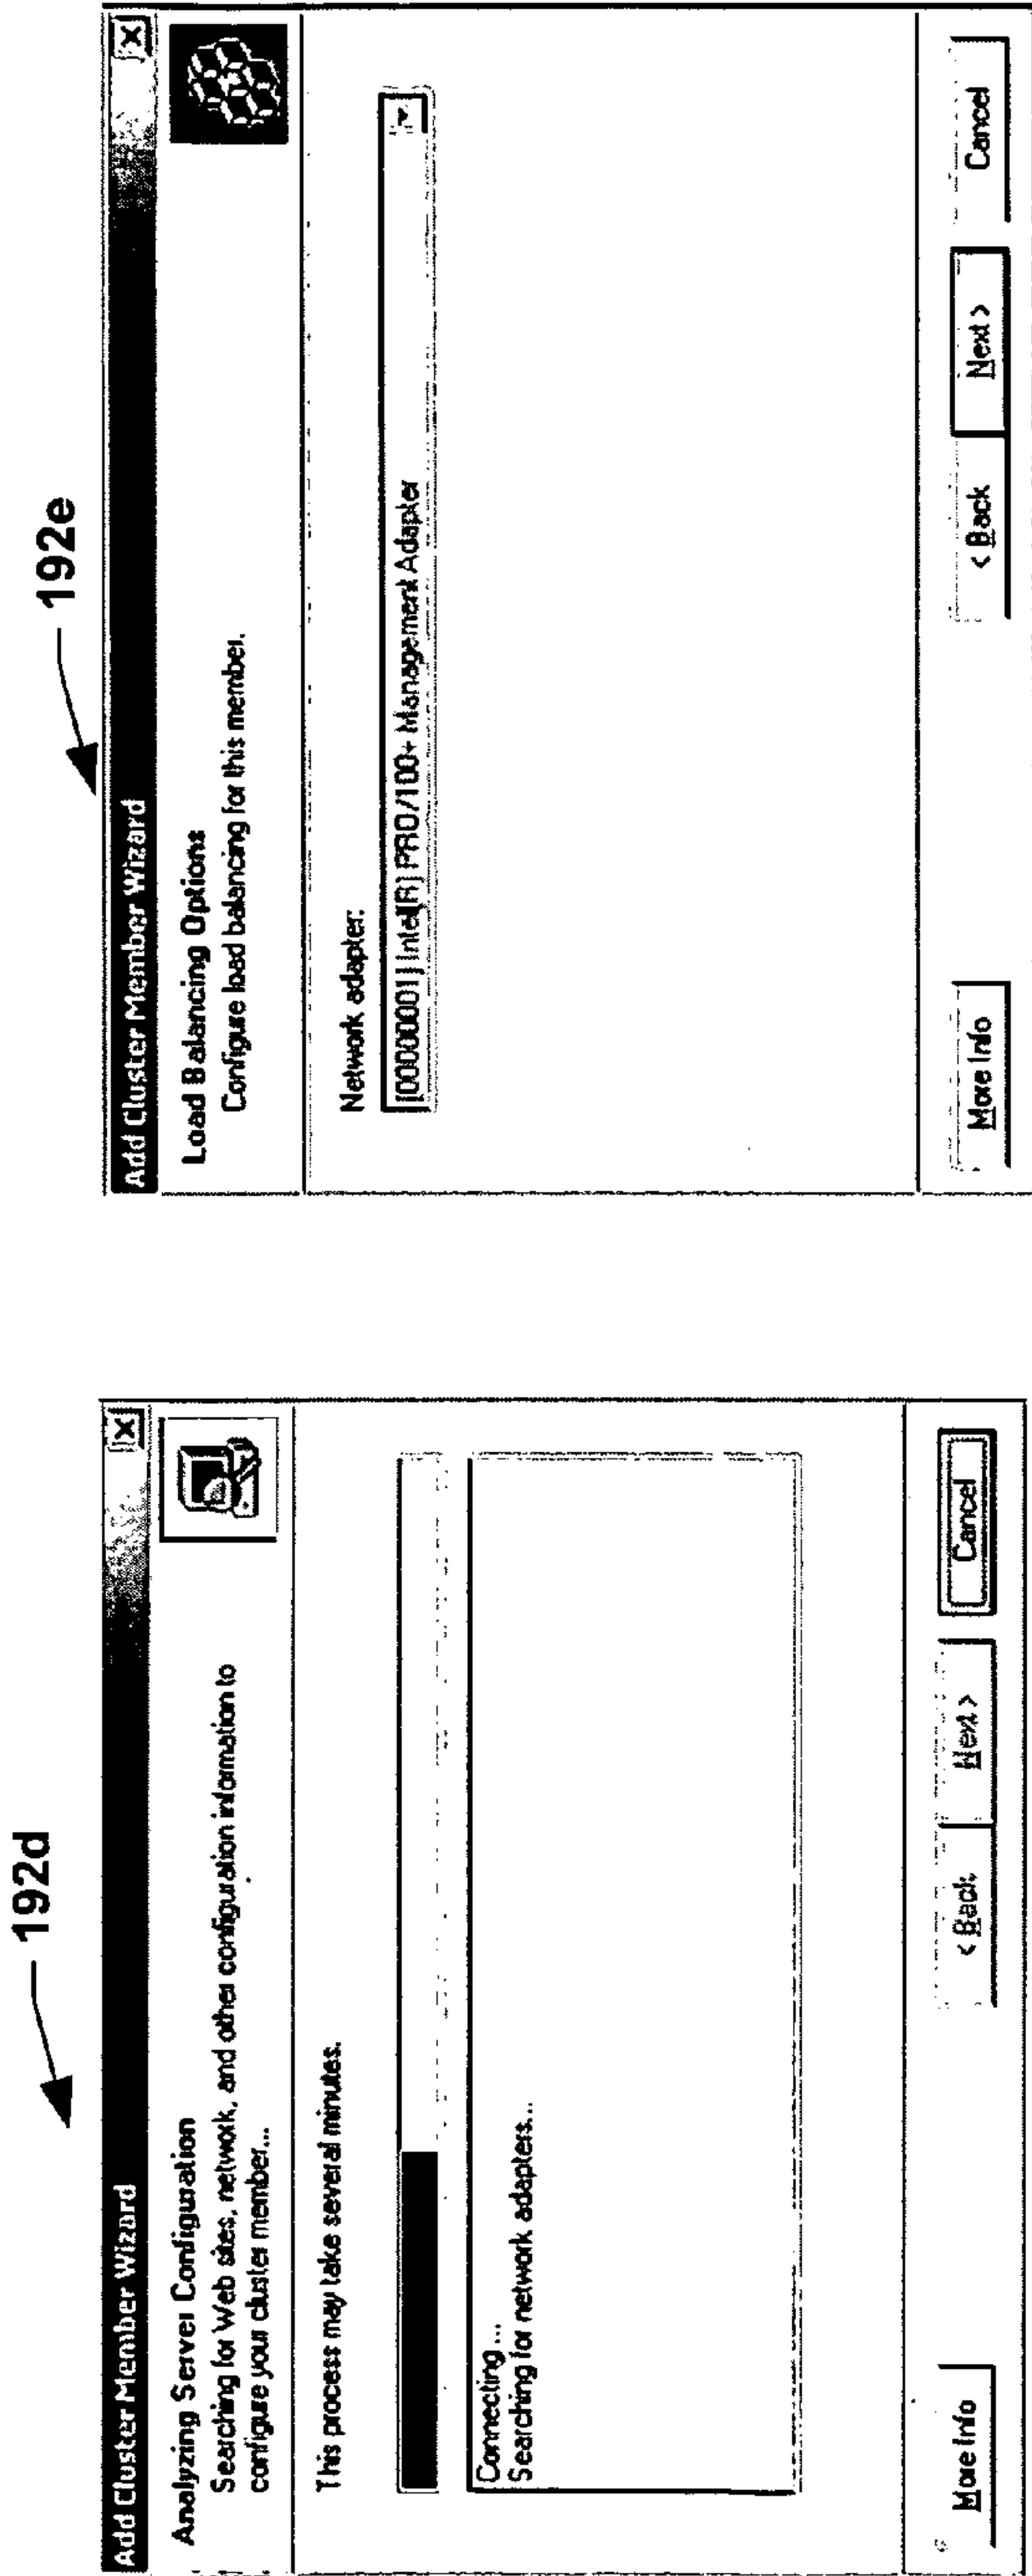 192d
Add Cluster Member Wizard
Analyzing Server Configuration
Searching for Web sites, network, and other configuration information to
configure your cluster member...
This process may take several minutes.
Connecting ...
Searching for network adapters...
More Info
< Back
Next >
Cancel
192e
Add Cluster Member Wizard
Load Balancing Options
Configure load balancing for this member.
Network adapter:
[00000001] Intel(R) PRO/100+ Management Adapter
More Info
< Back
Next >
Cancel